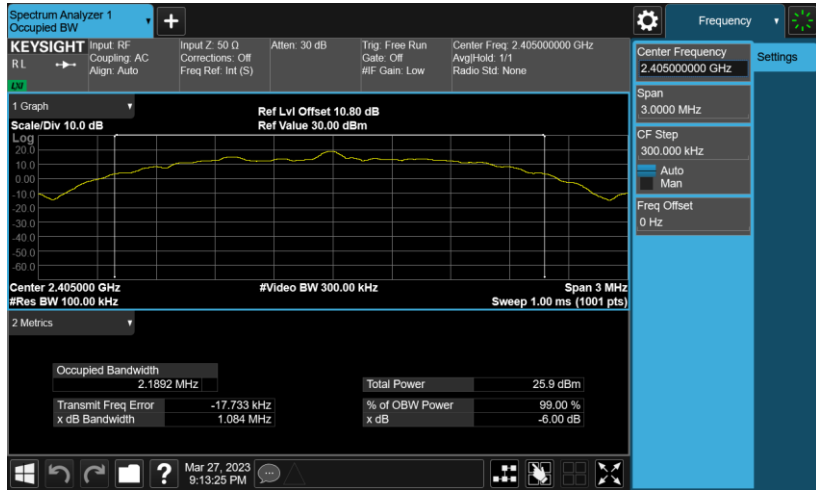 Spectrum Analyzer 1
Occupied BW
+
Frequency
KEYSIGHT
RL
LXI
Input: RF
Coupling: AC
Align: Auto
Input Z: 50 Ω
Corrections: Off
Freq Ref: Int (S)
Atten: 30 dB
Trig: Free Run
Gate: Off
#IF Gain: Low
Center Freq: 2.405000000 GHz
Avg|Hold: 1/1
Radio Std: None
Center Frequency
2.405000000 GHz
Settings
Span
3.0000 MHz
CF Step
300.000 kHz
Auto
Man
Freq Offset
0 Hz
1 Graph
Scale/Div 10.0 dB
Ref Lvl Offset 10.80 dB
Ref Value 30.00 dBm
Log
20.0
10.0
0.00
-10.0
-20.0
-30.0
-40.0
-50.0
-60.0
Center 2.405000 GHz
#Video BW 300.00 kHz
Span 3 MHz
#Res BW 100.00 kHz
Sweep 1.00 ms (1001 pts)
2 Metrics
Occupied Bandwidth
2.1892 MHz
Total Power 25.9 dBm
Transmit Freq Error -17.733 kHz
% of OBW Power 99.00 %
x dB Bandwidth 1.084 MHz
x dB -6.00 dB
?
Mar 27, 2023
9:13:25 PM